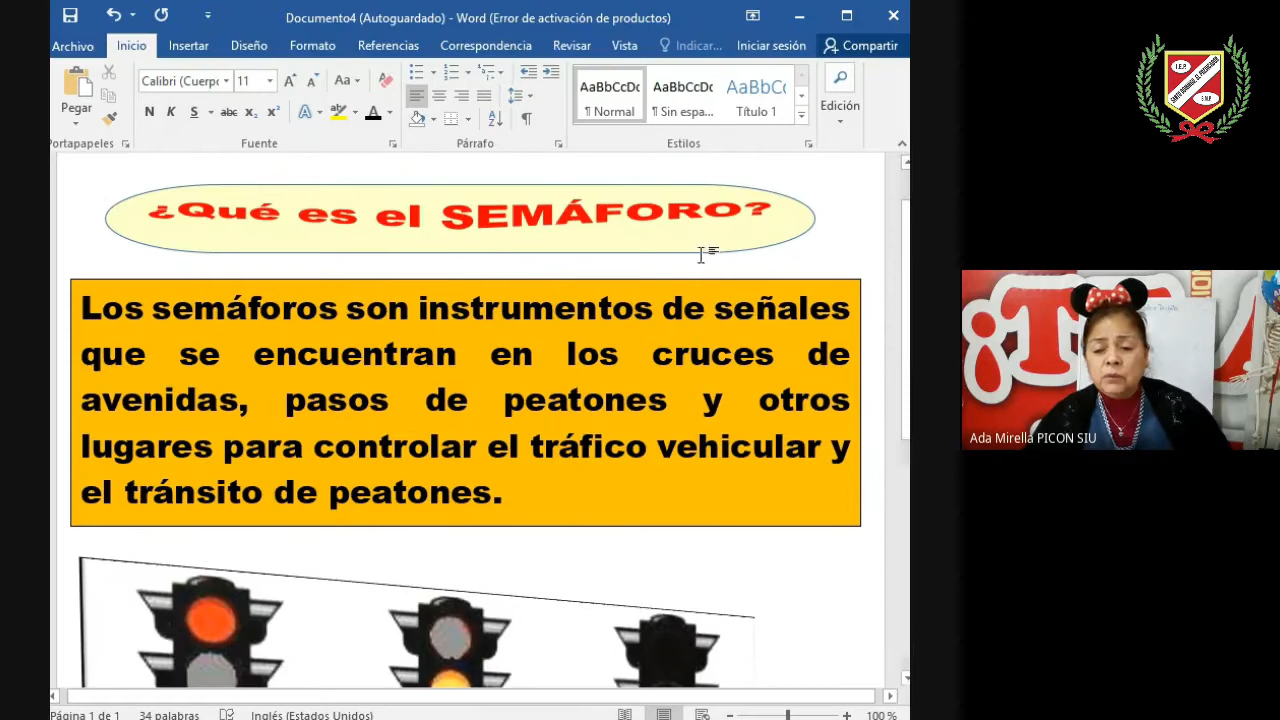 Documento4 (Autoguardado) - Word (Error de activación de productos)
Archivo Inicio Insertar Diseño Formato Referencias Correspondencia Revisar Vista Indicar... Iniciar sesión Compartir
Pegar
Calibri (Cuerpo 11
Aa
N K S abc x₂ x²
A A
AaBbCcDc AaBbCcDc AaBbC
¶ Normal ¶ Sin espa... Título 1
Edición
Portapapeles Fuente Párrafo Estilos
¿Qué es el SEMÁFORO?
Los semáforos son instrumentos de señales
que se encuentran en los cruces de
avenidas, pasos de peatones y otros
lugares para controlar el tráfico vehicular y
el tránsito de peatones.
Página 1 de 1 34 palabras Inglés (Estados Unidos) 100 %
I.E.P.
Ada Mirella PICON SIU